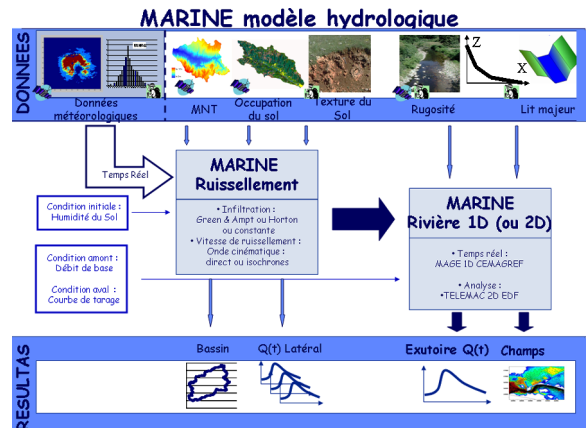 MARINE modèle hydrologique
DONNEES
Données
météorologiques
MNT
Occupation
du sol
Texture du
Sol
Rugosité
Z
X
Lit majeur
Temps Réel
MARINE
Ruissellement
• Infiltration :
Green & Ampt ou Horton
ou constante
• Vitesse de ruissellement :
Onde cinématique :
direct ou isochrones
Condition initiale :
Humidité du Sol
Condition amont :
Débit de base
Condition aval :
Courbe de tarage
MARINE
Rivière 1D (ou 2D)
• Temps réel :
MAGE 1D CEMAGREF
• Analyse :
•TELEMAC 2D EDF
RESULTAS
Bassin
Q(t) Latéral
Exutoire Q(t)
Champs